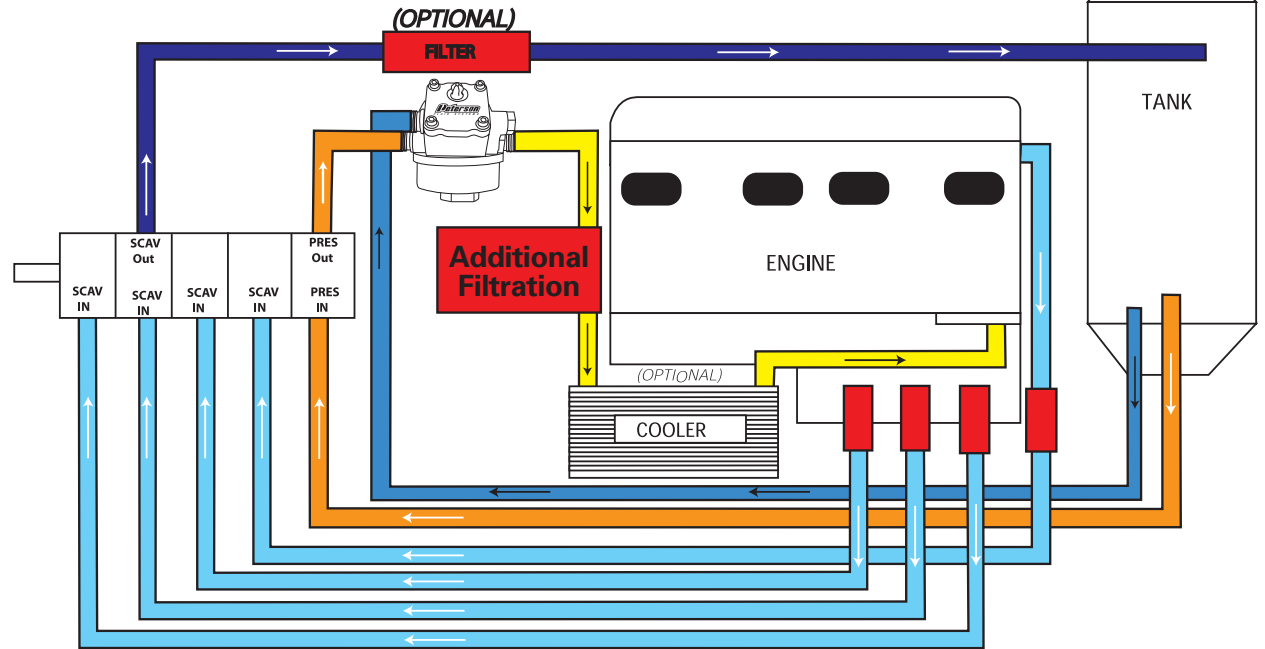 (OPTIONAL)
FILTER
TANK
Peterson
ENGINE
SCAV
Out
PRES
Out
SCAV
IN
SCAV
IN
SCAV
IN
SCAV
IN
PRES
IN
Additional
Filtration
(OPTIONAL)
COOLER